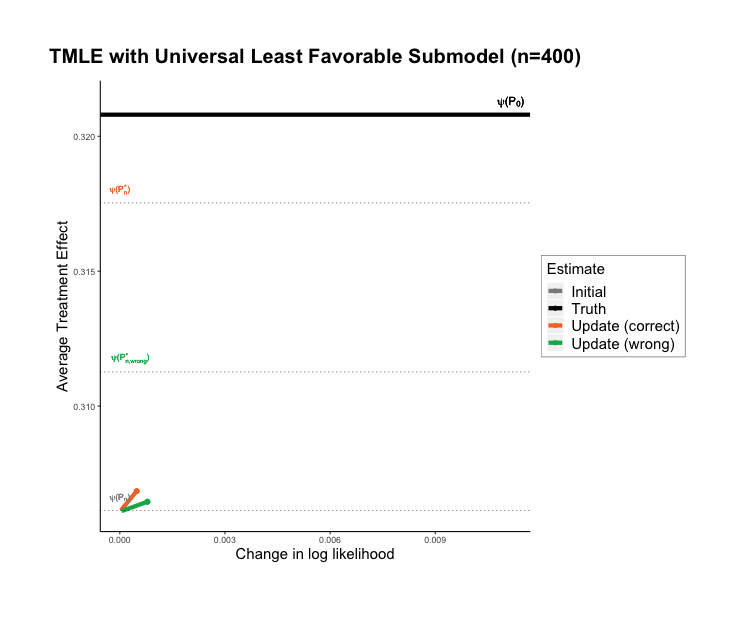 TMLE with Universal Least Favorable Submodel (n=400)
ψ(P₀)
0.320
ψ(P*ₙ)
0.315
ψ(P*n,wrong)
0.310
ψ(Pₙ)
0.000 0.003 0.006 0.009
Change in log likelihood
Average Treatment Effect
Estimate
Initial
Truth
Update (correct)
Update (wrong)